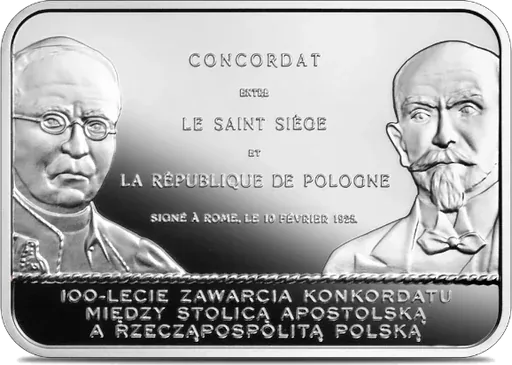 CONCORDAT
ENTRE
LE SAINT SIÈGE
ET
LA RÉPUBLIQUE DE POLOGNE
SIGNÉ À ROME, LE 10 FÉVRIER 1925.
100-LECIE ZAWARCIA KONKORDATU
MIĘDZY STOLICĄ APOSTOLSKĄ
A RZECZĄPOSPOLITĄ POLSKĄ